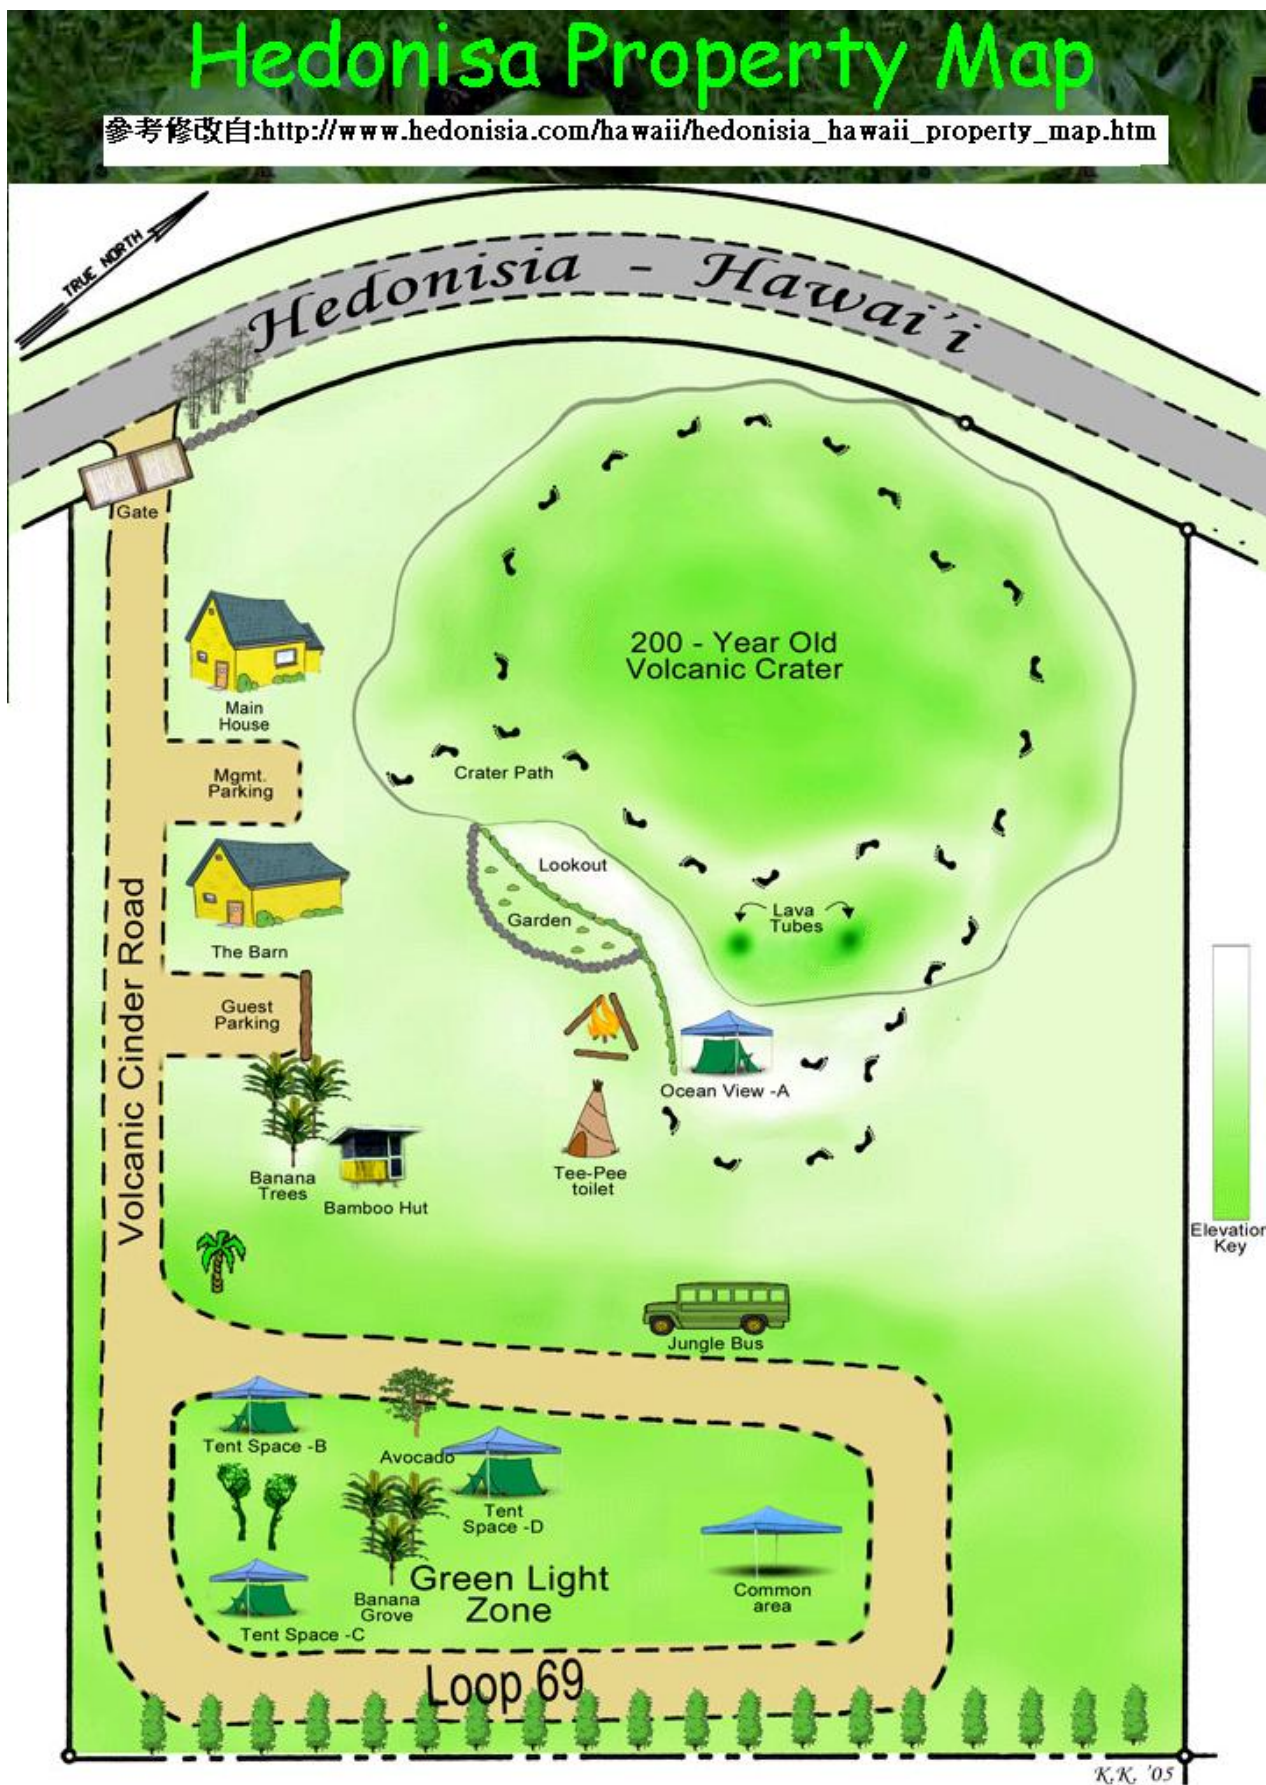 Hedonisa Property Map
參考修改自:http://www.hedonisia.com/hawaii/hedonisia_hawaii_property_map.htm
TRUE NORTH
Hedonisia - Hawai'i
Gate
200 - Year Old
Volcanic Crater
Main
House
Mgmt.
Parking
Crater Path
Lookout
Garden
Lava
Tubes
The Barn
Volcanic Cinder Road
Guest
Parking
Ocean View -A
Tee-Pee
toilet
Banana
Trees
Bamboo Hut
Elevation
Key
Jungle Bus
Tent Space -B
Avocado
Tent
Space -D
Green Light
Zone
Common
area
Banana
Grove
Tent Space -C
Loop 69
K.K. '05